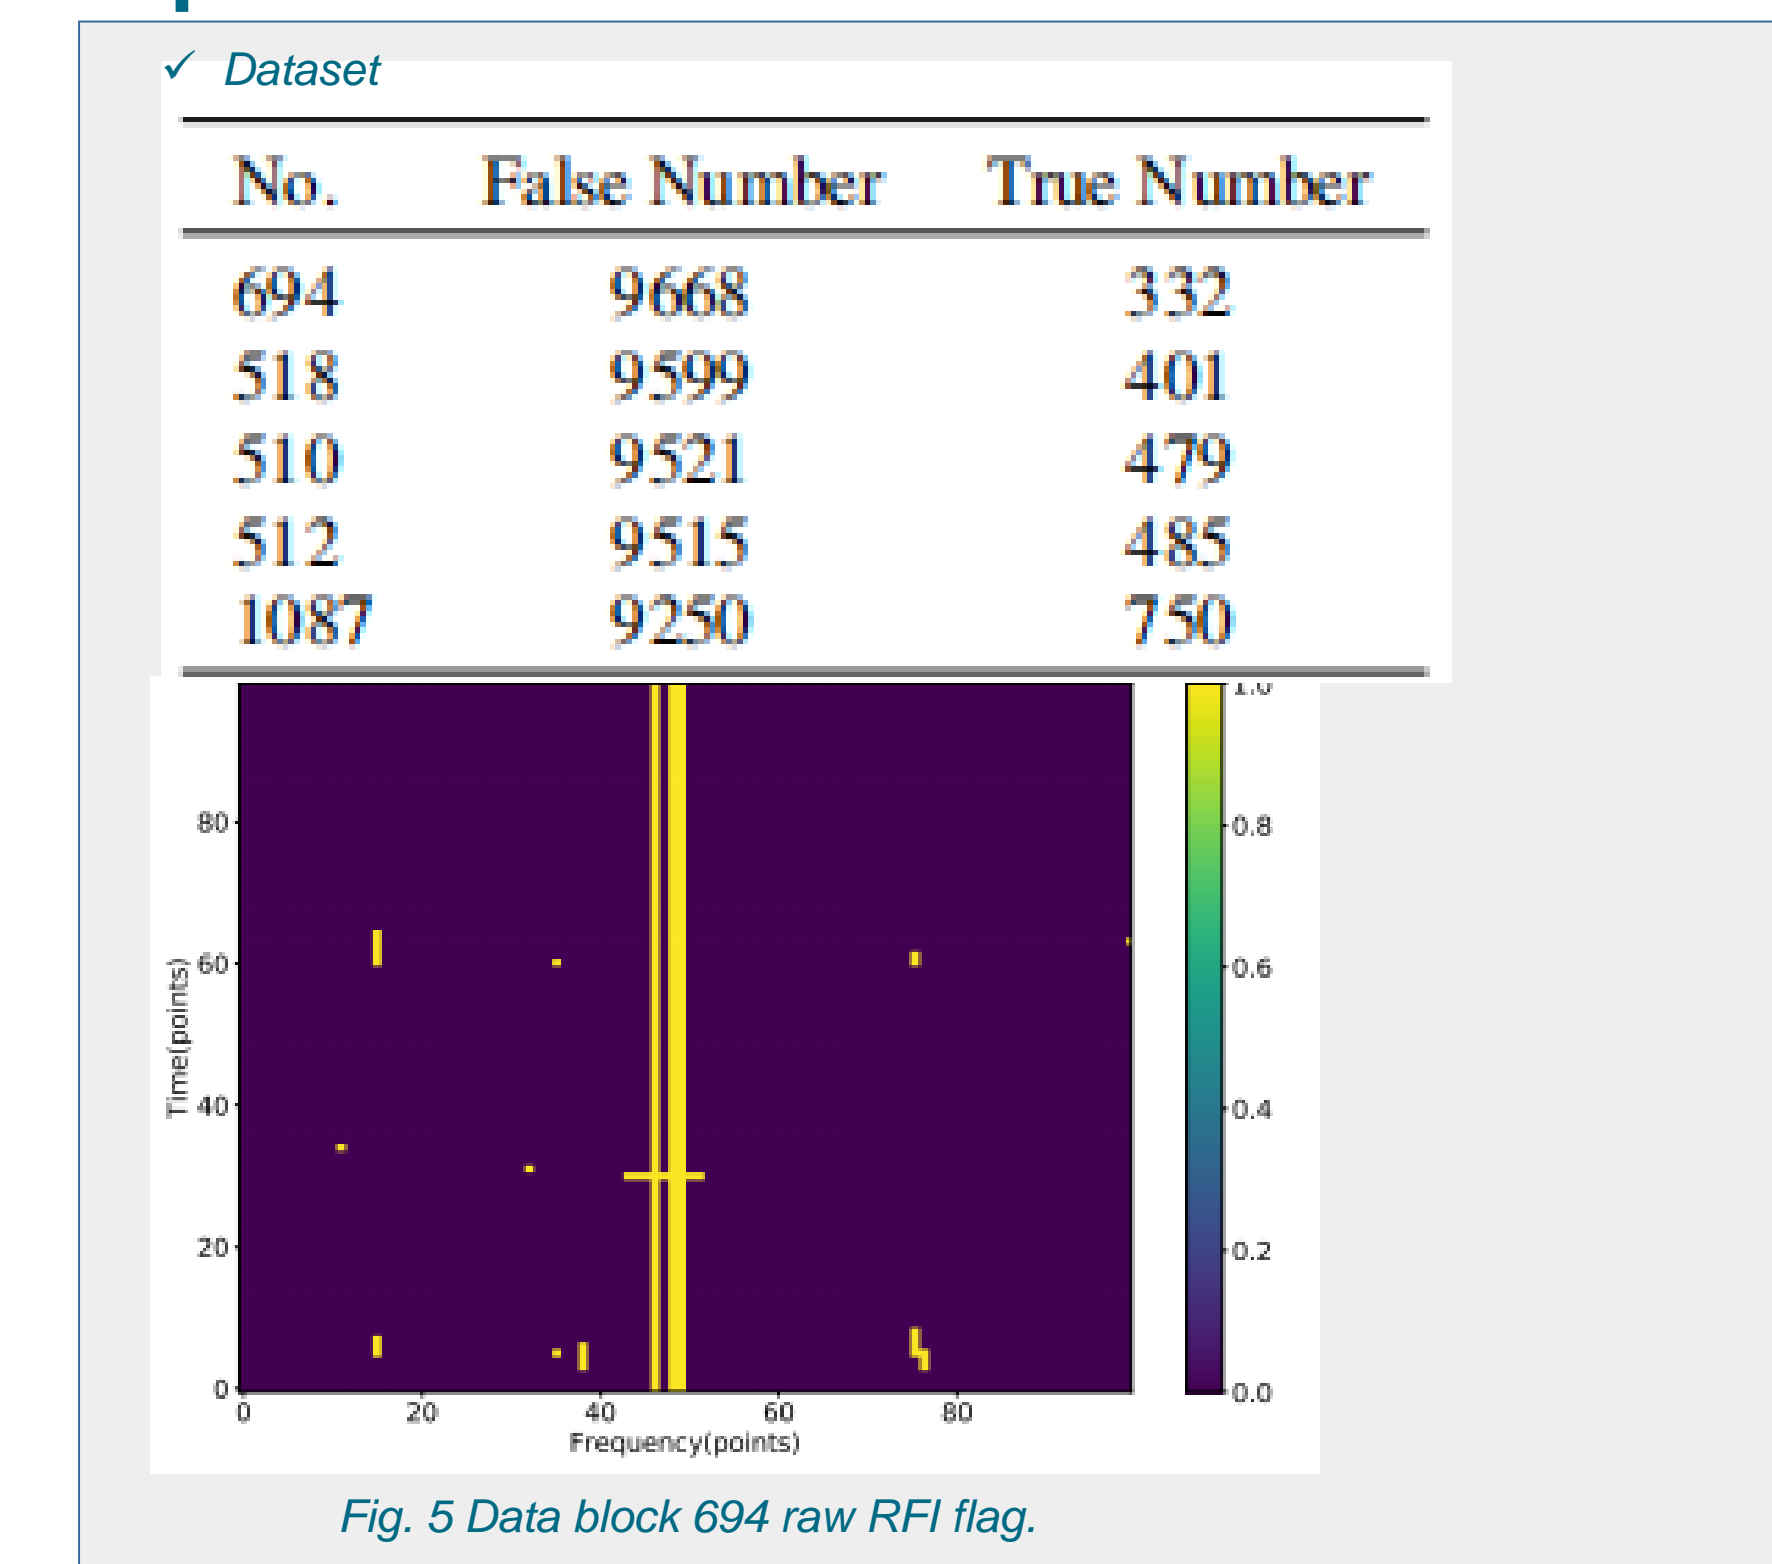 ✓ Dataset
No. False Number True Number
694 9668 332
518 9599 401
510 9521 479
512 9515 485
1087 9250 750
1.0
80
0.8
60
0.6
Time(points)
40
0.4
20
0.2
0
0.0
0 20 40 60 80
Frequency(points)
Fig. 5 Data block 694 raw RFI flag.